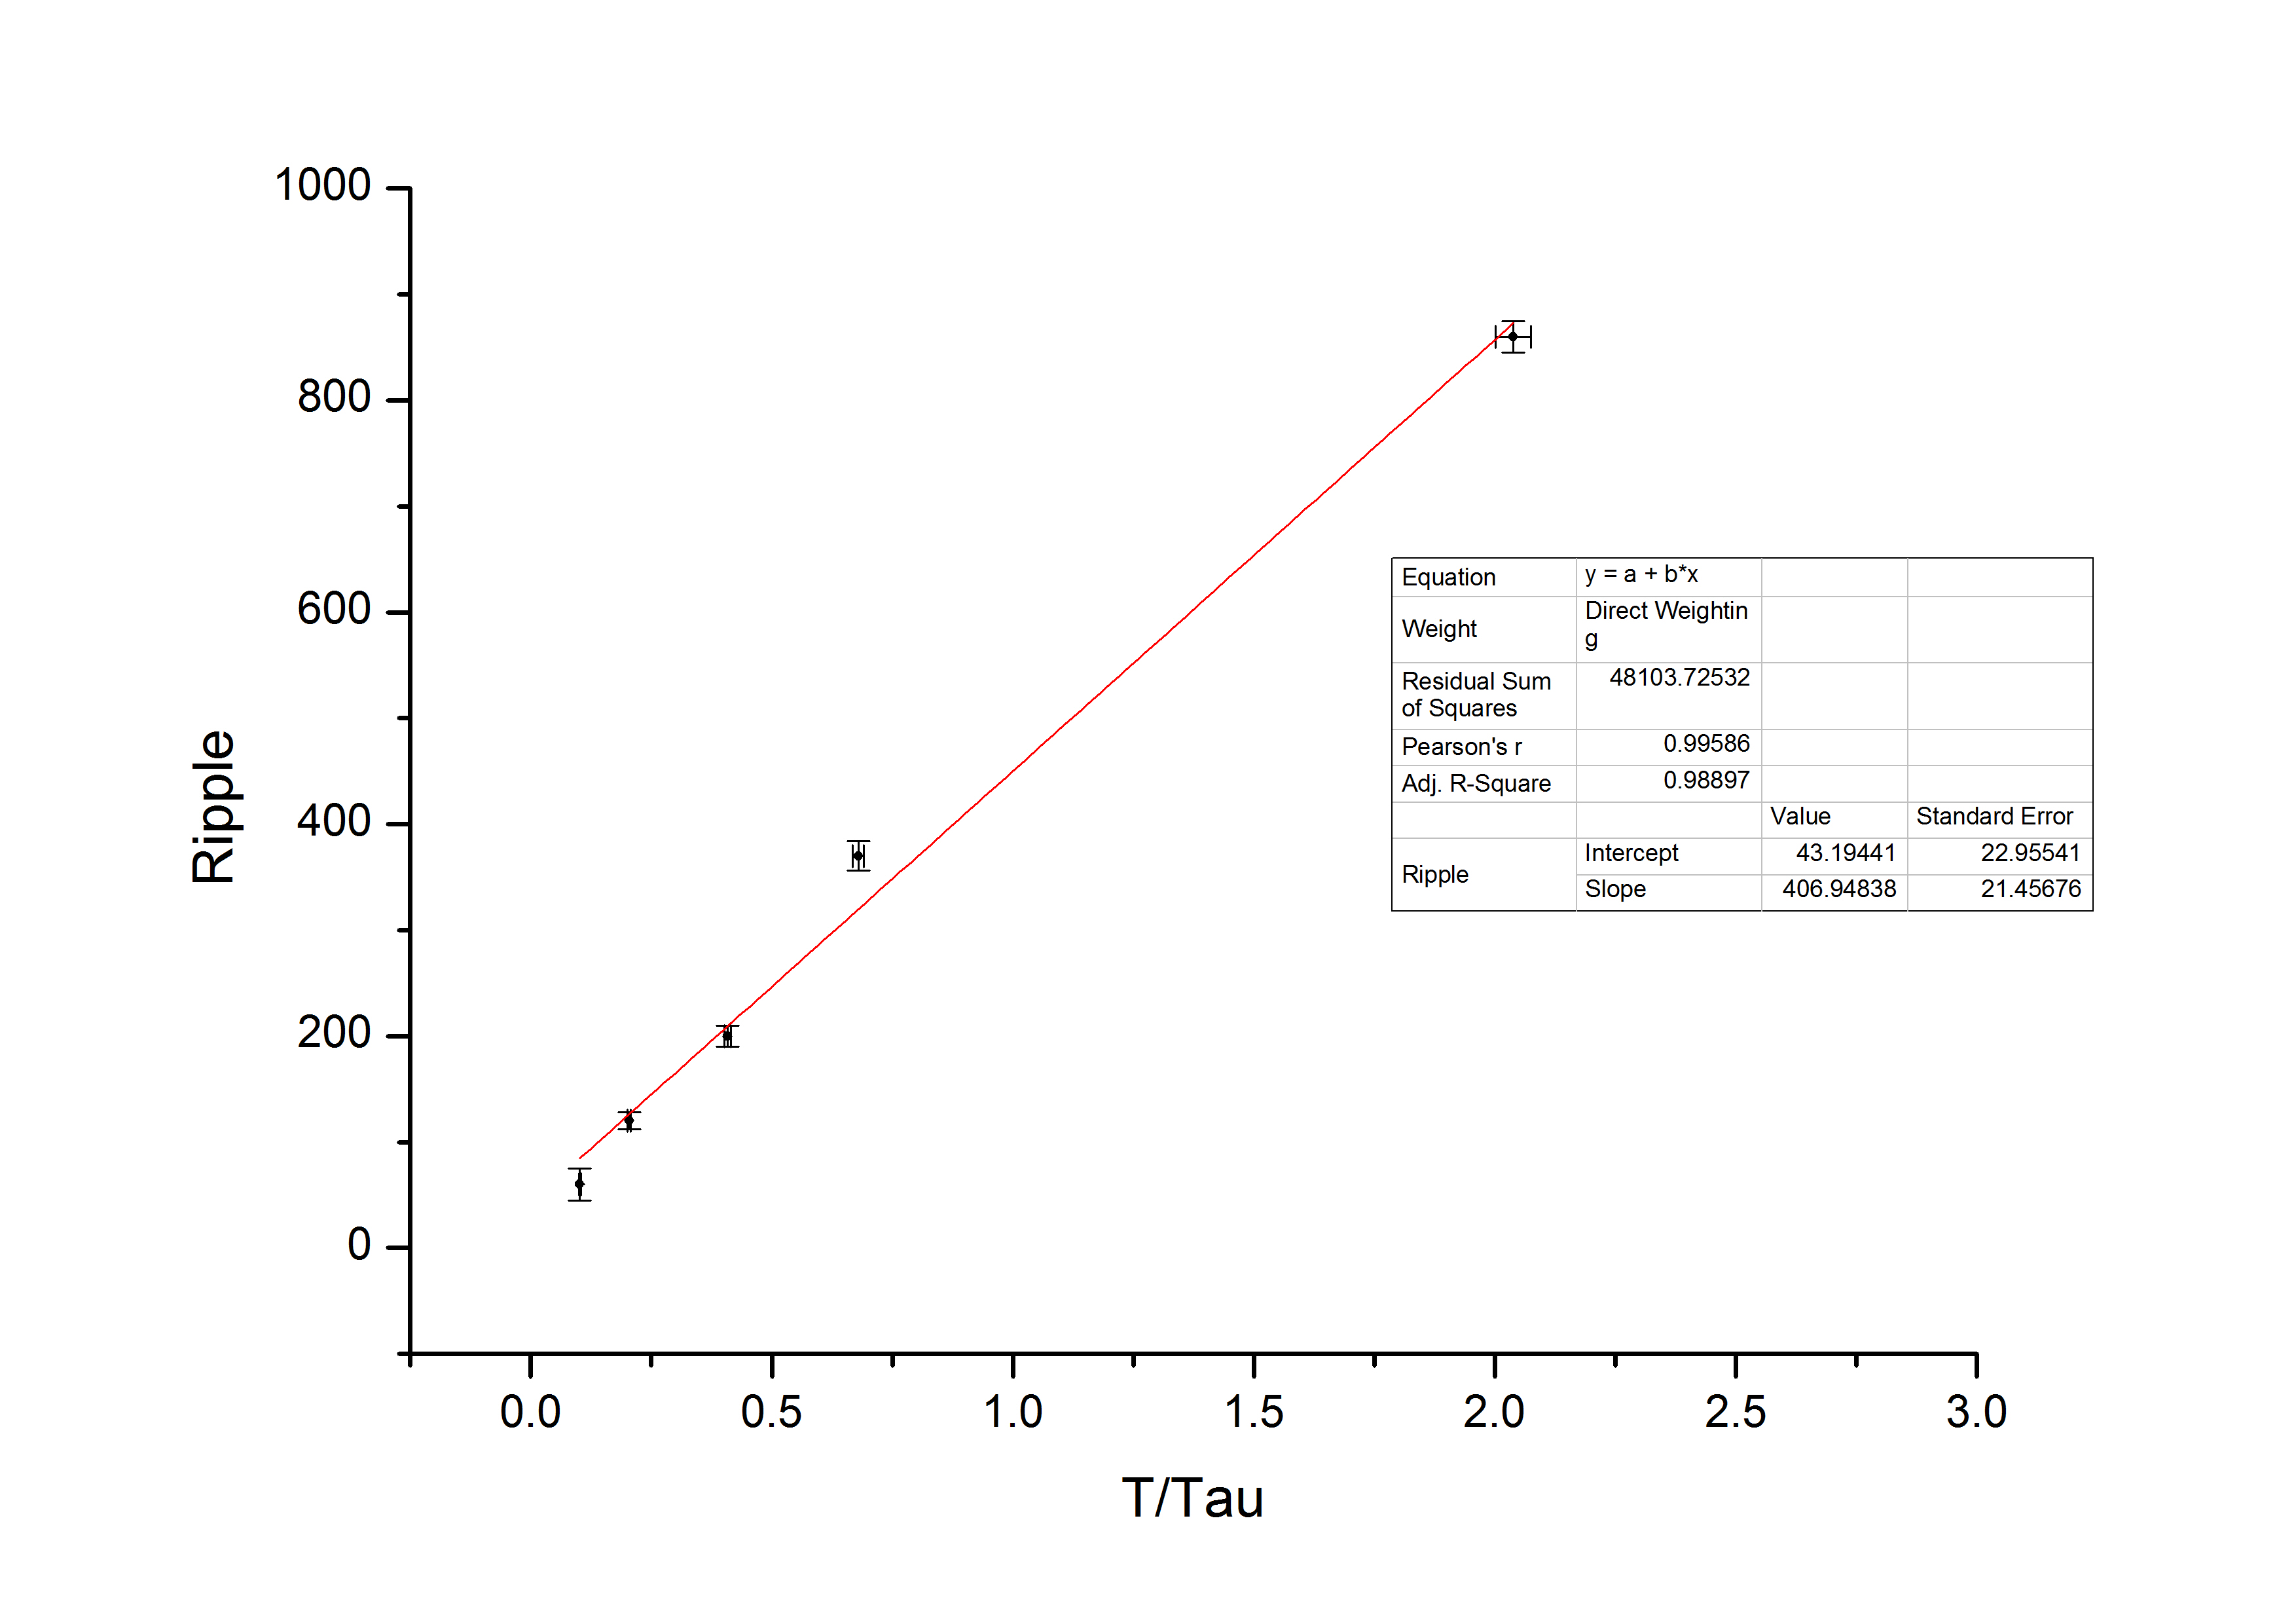 1000
800
600
400
200
0
Ripple
0.0 0.5 1.0 1.5 2.0 2.5 3.0
T/Tau
Equation y = a + b*x
Weight Direct Weightin
g
Residual Sum 48103.72532
of Squares
Pearson's r 0.99586
Adj. R-Square 0.98897
Value Standard Error
Ripple Intercept 43.19441 22.95541
Slope 406.94838 21.45676